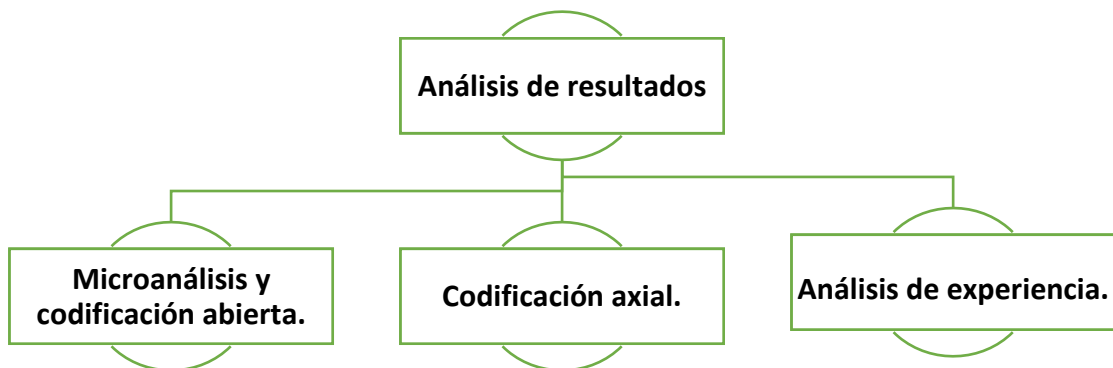 Análisis de resultados
Microanálisis y
codificación abierta.
Codificación axial.
Análisis de experiencia.